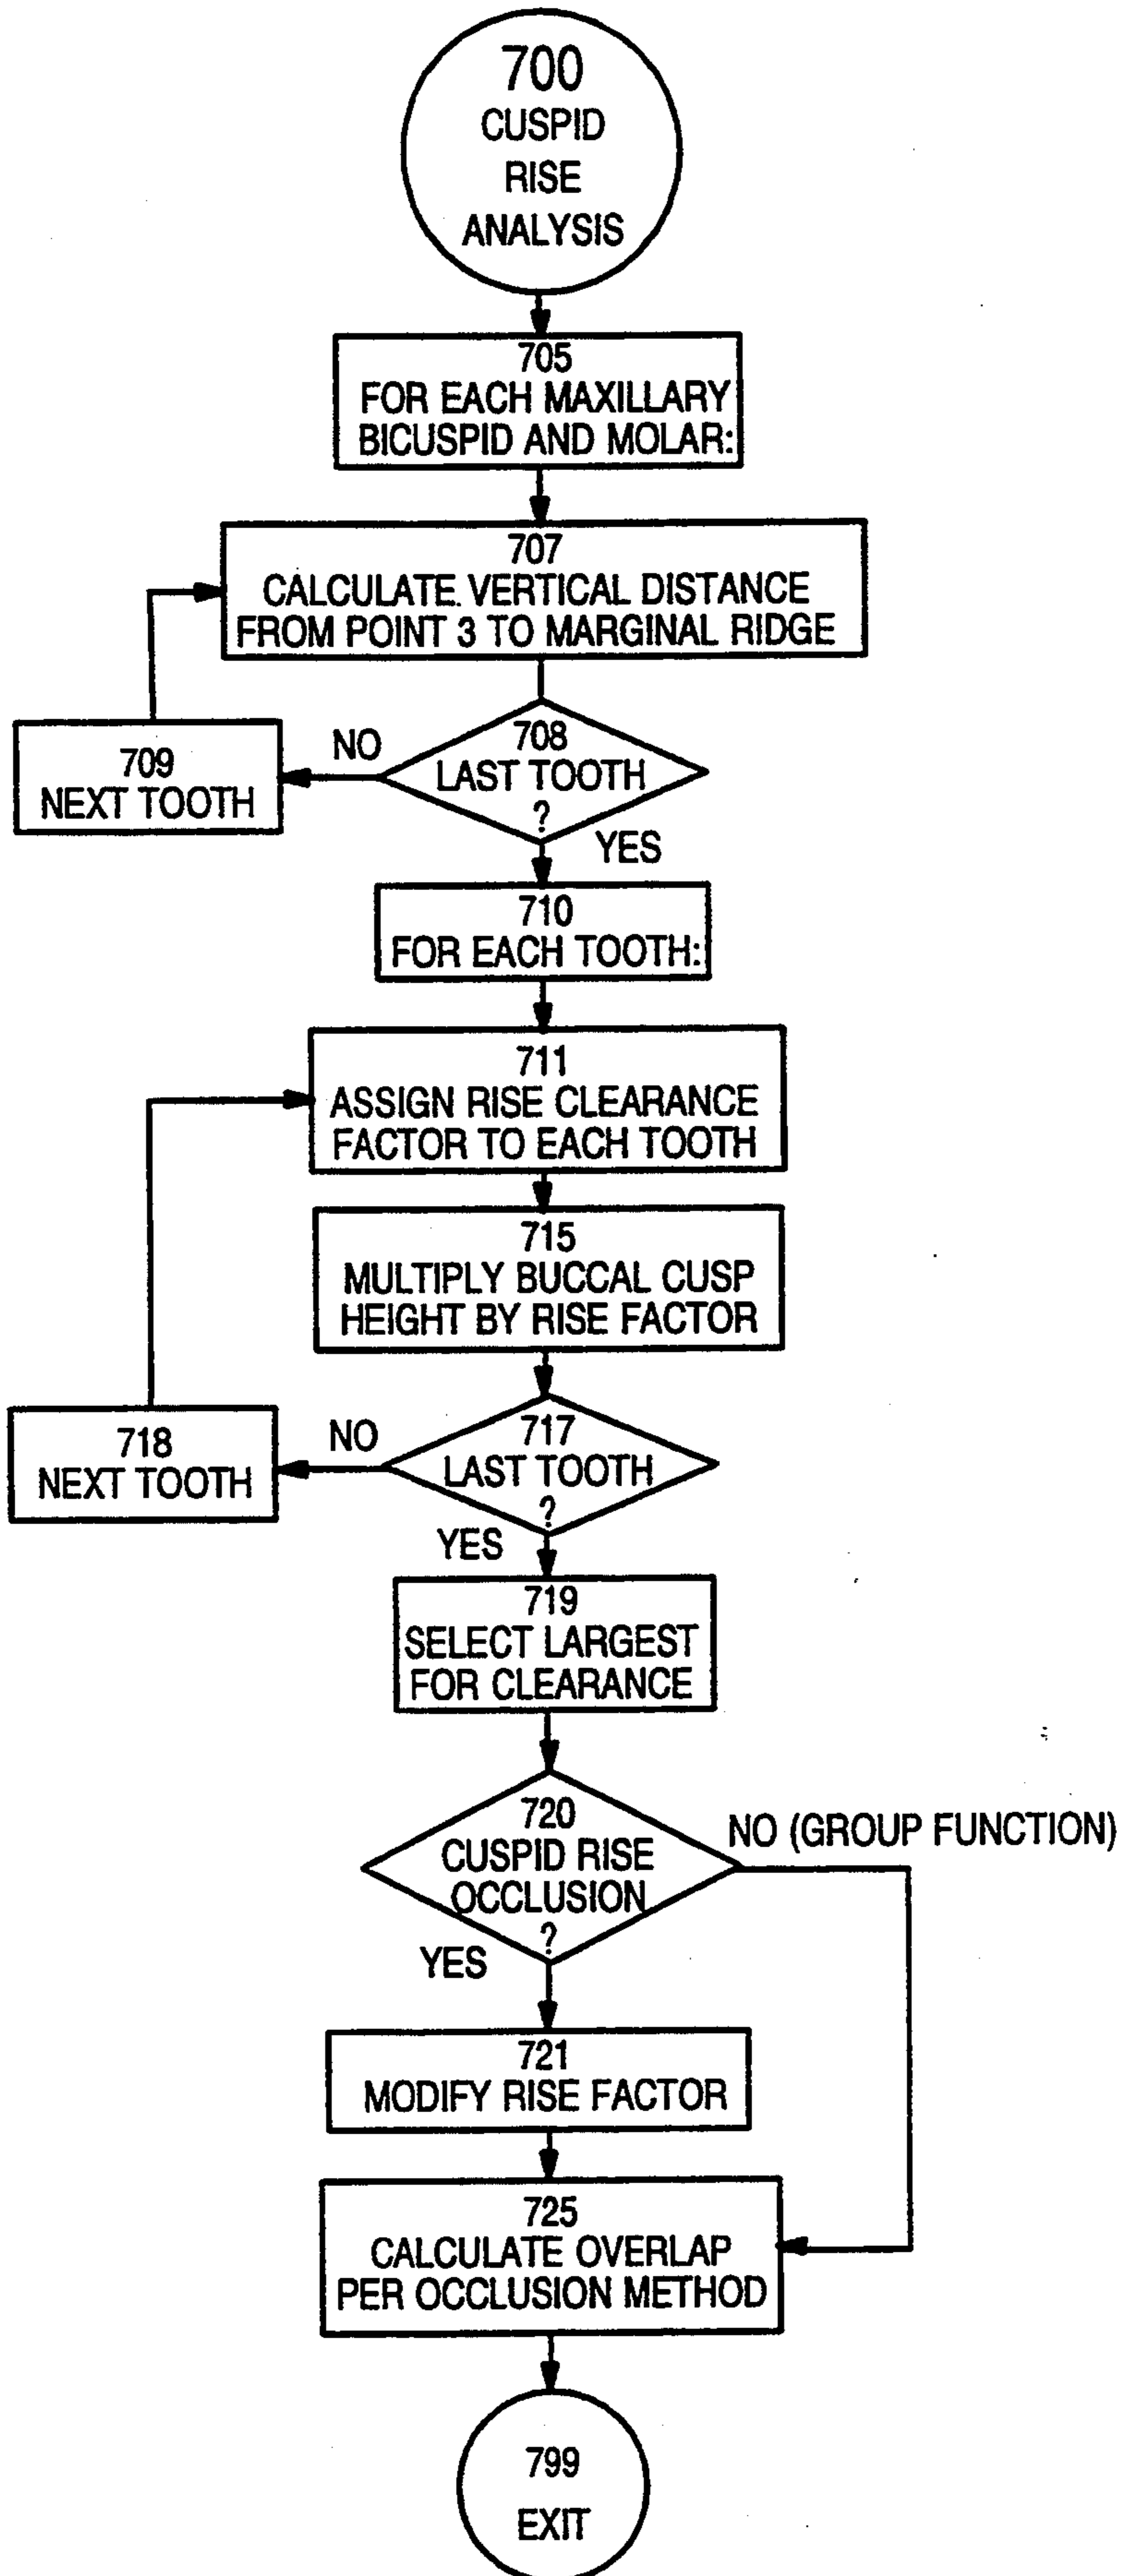 700
CUSPID
RISE
ANALYSIS
705
FOR EACH MAXILLARY
BICUSPID AND MOLAR:
707
CALCULATE VERTICAL DISTANCE
FROM POINT 3 TO MARGINAL RIDGE
708
LAST TOOTH
?
NO
709
NEXT TOOTH
YES
710
FOR EACH TOOTH:
711
ASSIGN RISE CLEARANCE
FACTOR TO EACH TOOTH
715
MULTIPLY BUCCAL CUSP
HEIGHT BY RISE FACTOR
717
LAST TOOTH
?
NO
718
NEXT TOOTH
YES
719
SELECT LARGEST
FOR CLEARANCE
720
CUSPID RISE
OCCLUSION
?
NO (GROUP FUNCTION)
YES
721
MODIFY RISE FACTOR
725
CALCULATE OVERLAP
PER OCCLUSION METHOD
799
EXIT